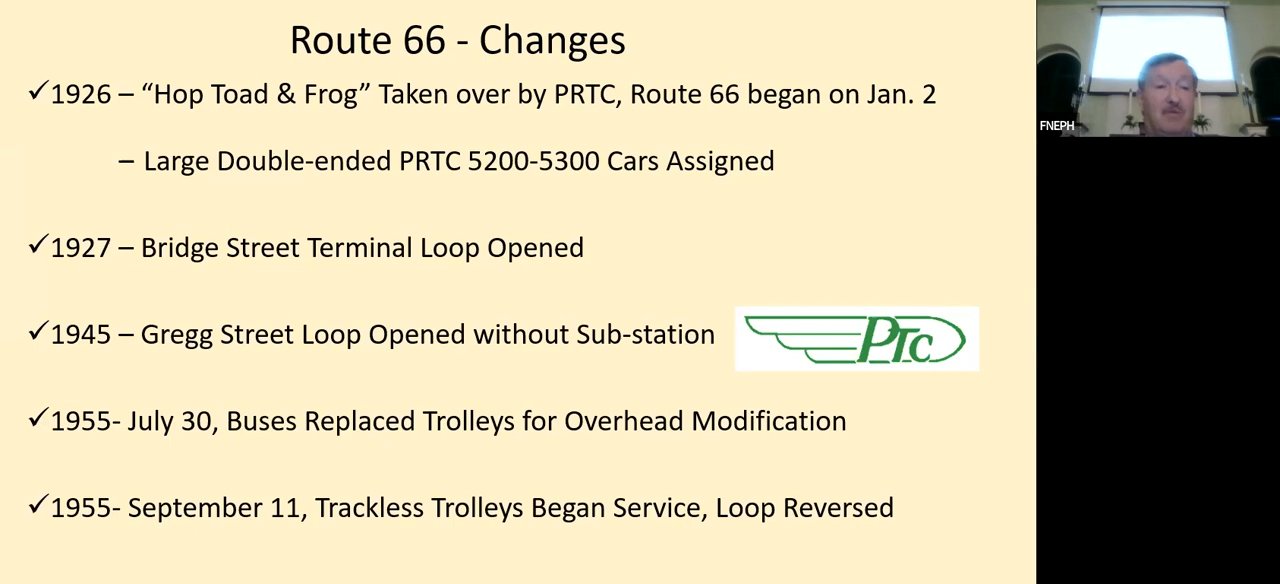 Route 66 - Changes
✓1926 – “Hop Toad & Frog” Taken over by PRTC, Route 66 began on Jan. 2
– Large Double-ended PRTC 5200-5300 Cars Assigned
✓1927 – Bridge Street Terminal Loop Opened
✓1945 – Gregg Street Loop Opened without Sub-station
PTC
✓1955- July 30, Buses Replaced Trolleys for Overhead Modification
✓1955- September 11, Trackless Trolleys Began Service, Loop Reversed
FNEPH